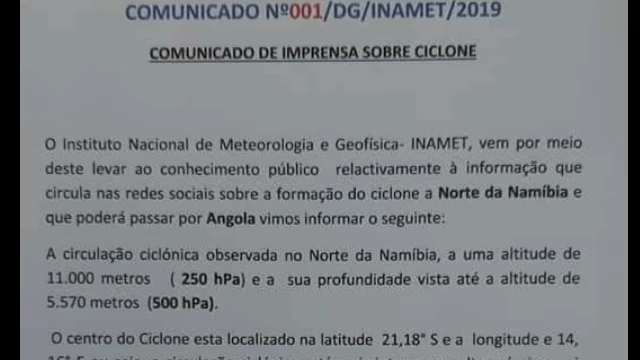 COMUNICADO Nº001/DG/INAMET/2019
COMUNICADO DE IMPRENSA SOBRE CICLONE
O Instituto Nacional de Meteorologia e Geofísica- INAMET, vem por meio
deste levar ao conhecimento público relactivamente à informação que
circula nas redes sociais sobre a formação do ciclone a Norte da Namíbia e
que poderá passar por Angola vimos informar o seguinte:
A circulação ciclónica observada no Norte da Namíbia, a uma altitude de
11.000 metros ( 250 hPa) e a sua profundidade vista até a altitude de
5.570 metros (500 hPa).
O centro do Ciclone esta localizado na latitude 21,18° S e a longitude e 14,